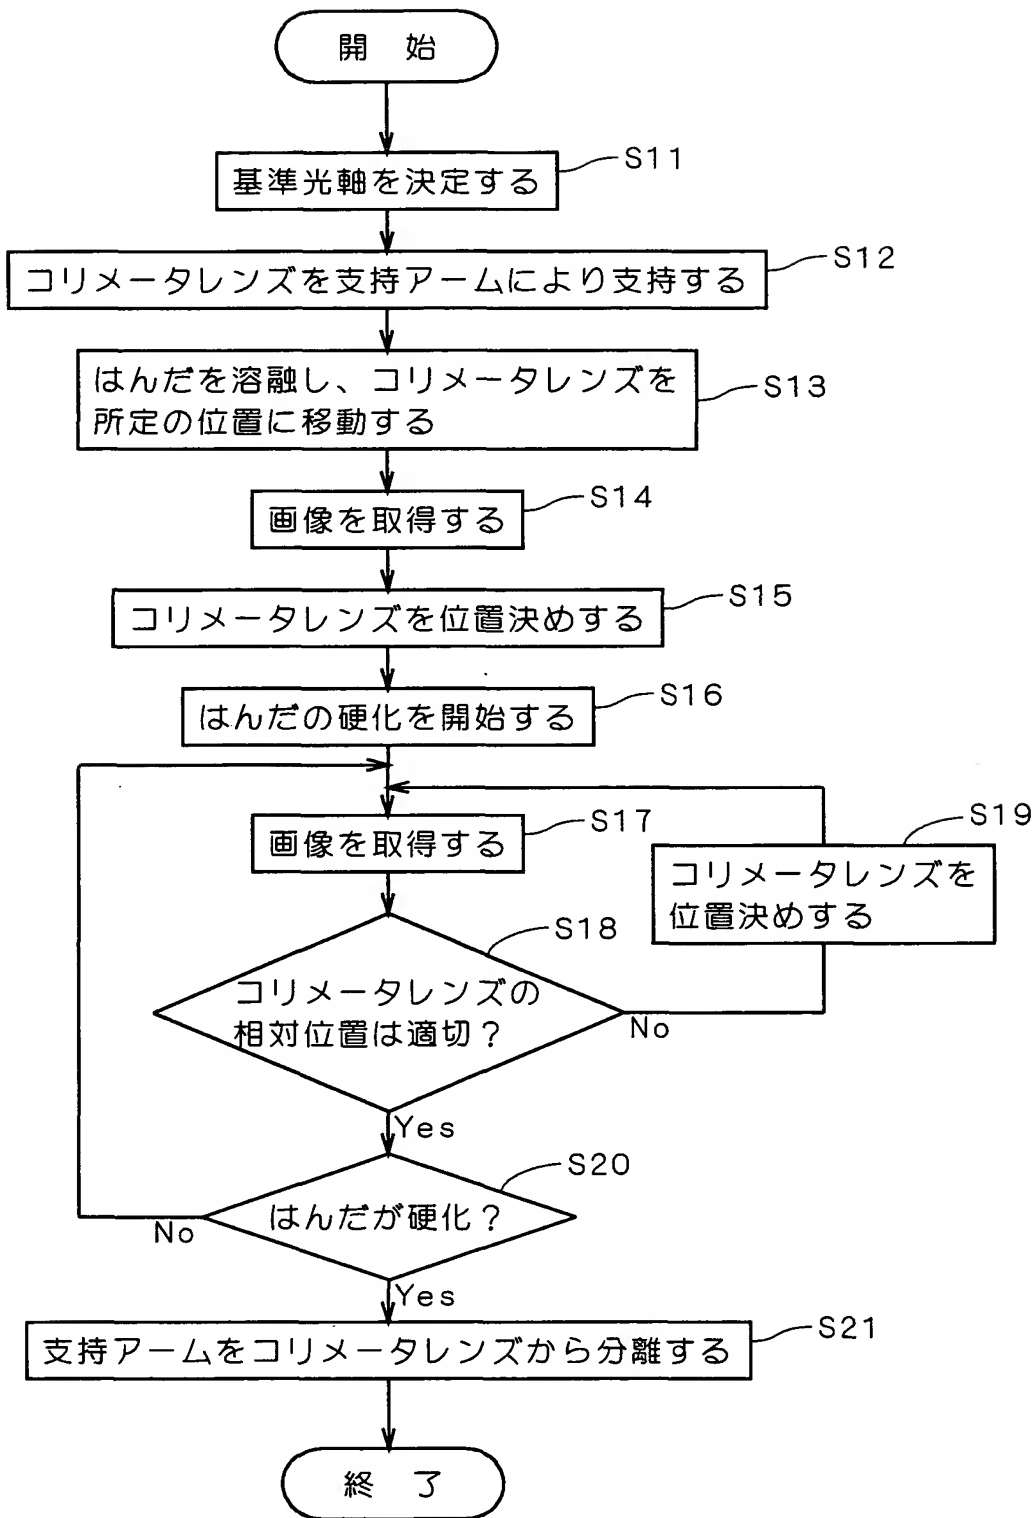 開 始
S11
基準光軸を決定する
S12
コリメータレンズを支持アームにより支持する
S13
はんだを溶融し、コリメータレンズを
所定の位置に移動する
S14
画像を取得する
S15
コリメータレンズを位置決めする
S16
はんだの硬化を開始する
S17
画像を取得する
S19
コリメータレンズを
位置決めする
S18
コリメータレンズの
相対位置は適切?
No
Yes
S20
はんだが硬化?
No
Yes
S21
支持アームをコリメータレンズから分離する
終 了